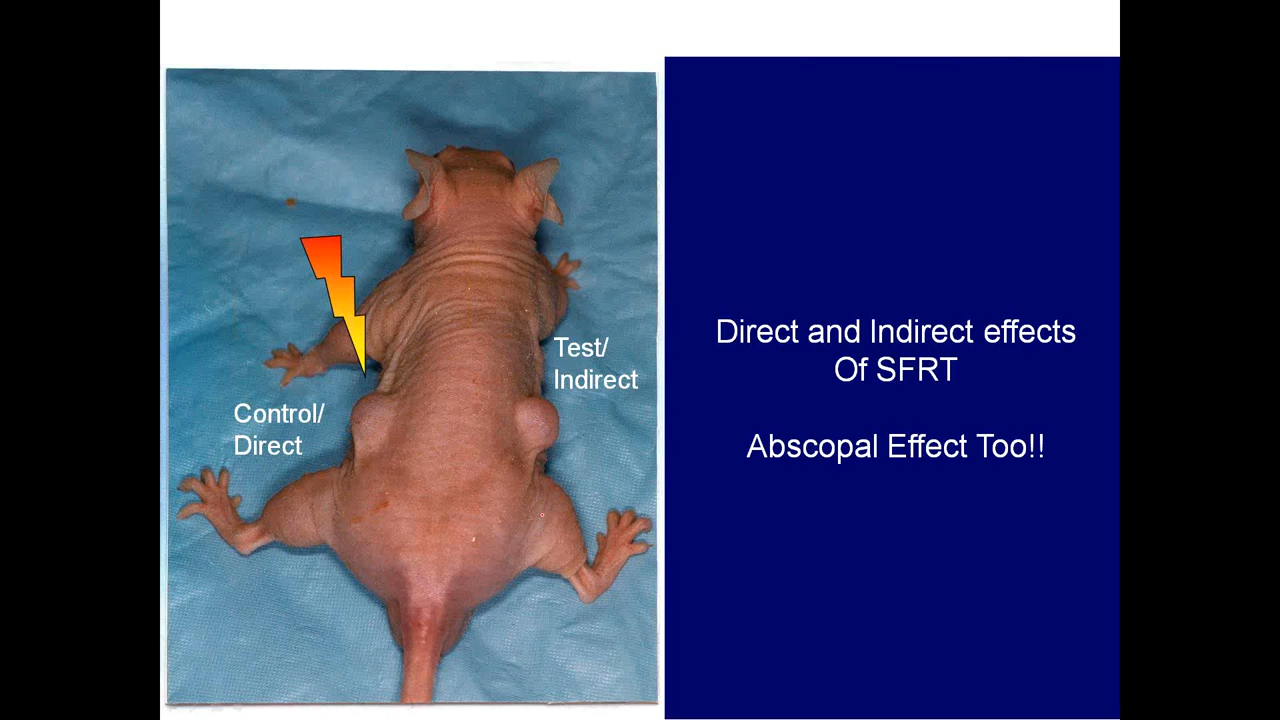 Test/
Indirect
Control/
Direct
Direct and Indirect effects
Of SFRT
Abscopal Effect Too!!